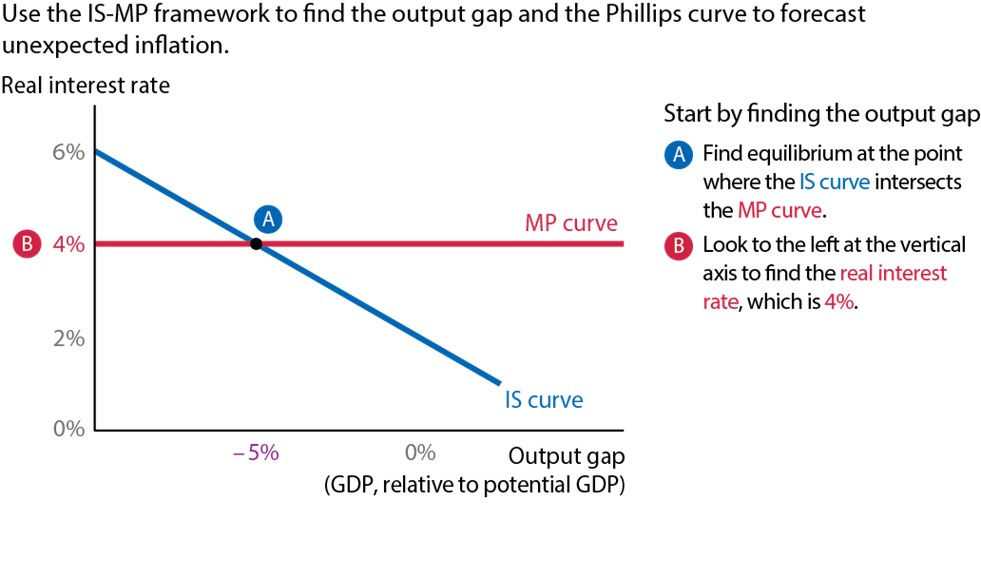 Use the IS-MP framework to find the output gap and the Phillips curve to forecast
unexpected inflation.
Real interest rate
6%
B 4%
2%
0%
A
MP curve
IS curve
–5%
0%
Output gap
(GDP, relative to potential GDP)
Start by finding the output gap
A Find equilibrium at the point
where the IS curve intersects
the MP curve.
B Look to the left at the vertical
axis to find the real interest
rate, which is 4%.